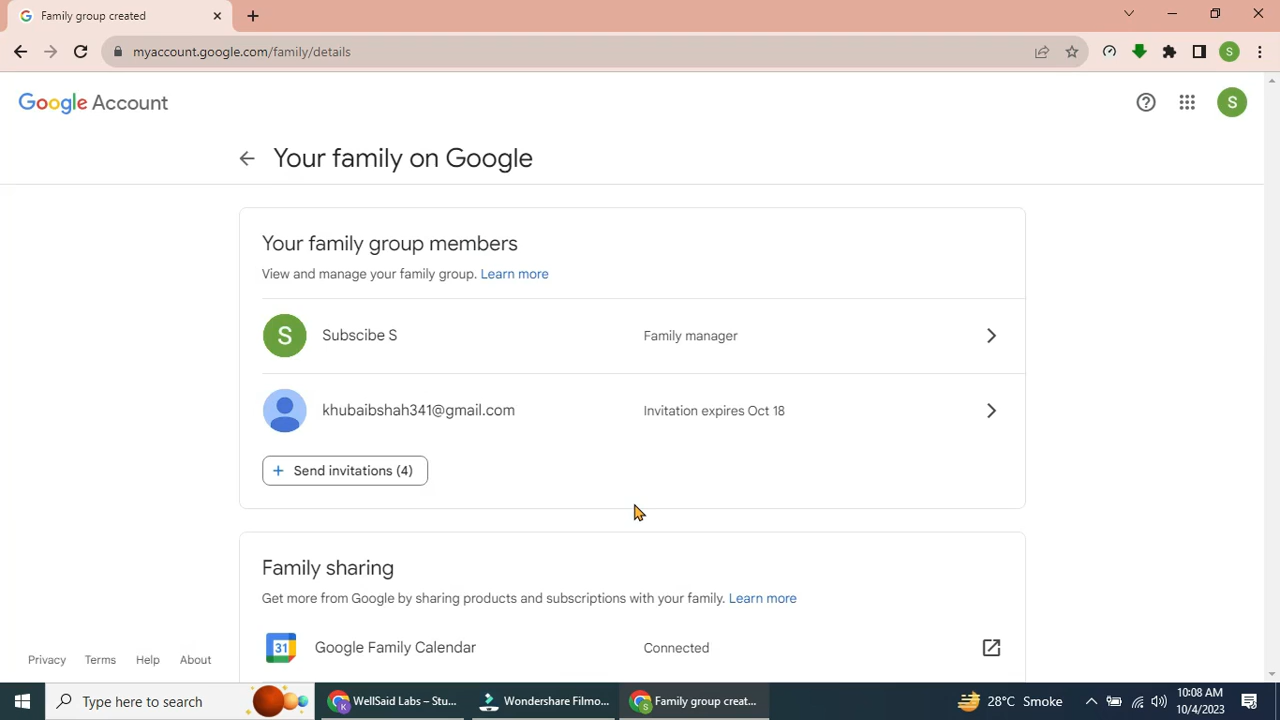 Family group created
myaccount.google.com/family/details
S
Google Account
S
Your family on Google
Your family group members
View and manage your family group. Learn more
S
Subscibe S
Family manager
khubaibshah341@gmail.com
Invitation expires Oct 18
+ Send invitations (4)
Family sharing
Get more from Google by sharing products and subscriptions with your family. Learn more
31
Google Family Calendar
Connected
Privacy
Terms
Help
About
Type here to search
K
WellSaid Labs – Stu...
Wondershare Filmo...
S
Family group creat...
28°C Smoke
10:08 AM
10/4/2023